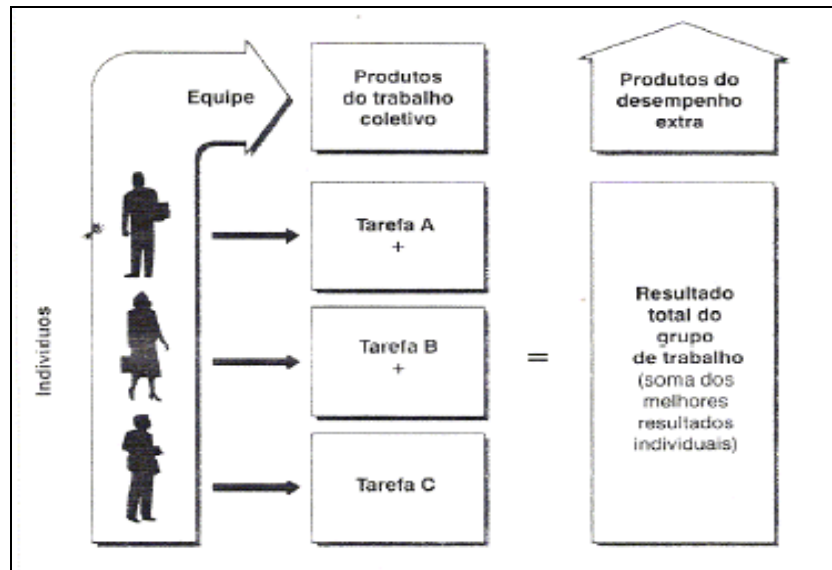 Equipe
Produtos
do trabalho
coletivo
Produtos do
desempenho
extra
Indivíduos
Tarefa A
+
Tarefa B
+
Tarefa C
=
Resultado
total do
grupo
de trabalho
(soma dos
melhores
resultados
individuais)